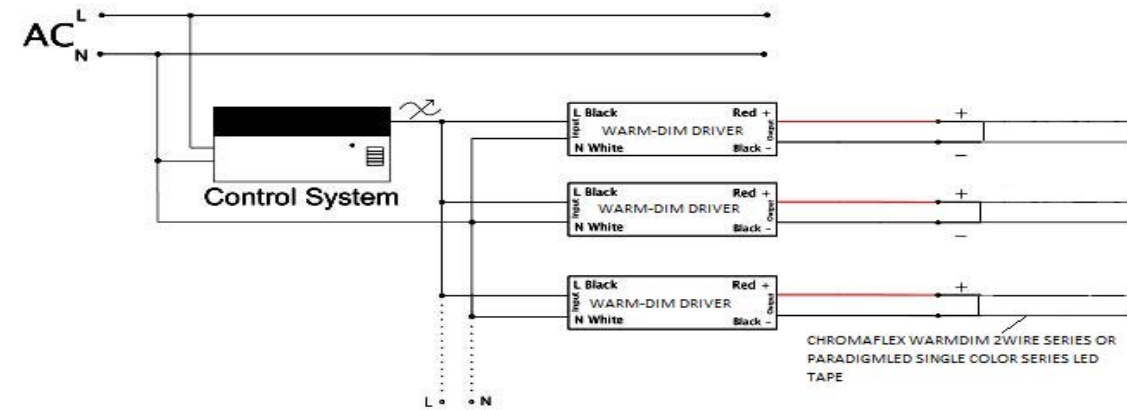 L
AC
N
Control System
L Black Red +
Input WARM-DIM DRIVER Output
N White Black -
+
−
L Black Red +
Input WARM-DIM DRIVER Output
N White Black -
+
−
L Black Red +
Input WARM-DIM DRIVER Output
N White Black -
+
−
CHROMAFLEX WARMDIM 2WIRE SERIES OR
PARADIGMLED SINGLE COLOR SERIES LED
TAPE
L N